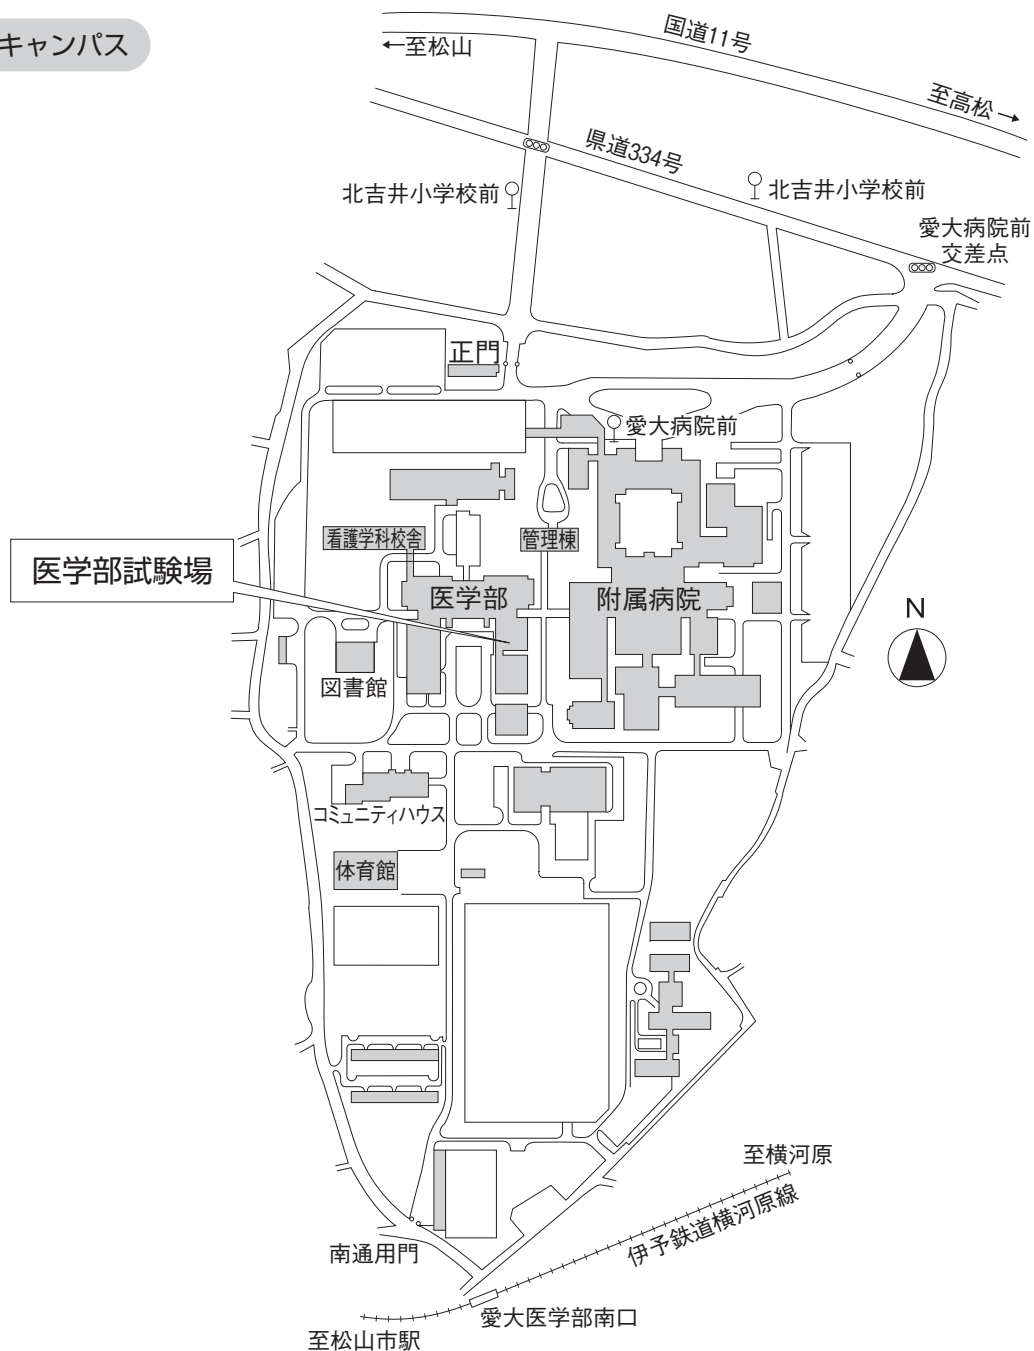 キャンパス
国道11号
←至松山
至高松→
県道334号
北吉井小学校前
北吉井小学校前
愛大病院前
交差点
正門
愛大病院前
看護学科校舎
管理棟
医学部試験場
医学部
附属病院
N
図書館
コミュニティハウス
体育館
至横河原
伊予鉄道横河原線
南通用門
愛大医学部南口
至松山市駅